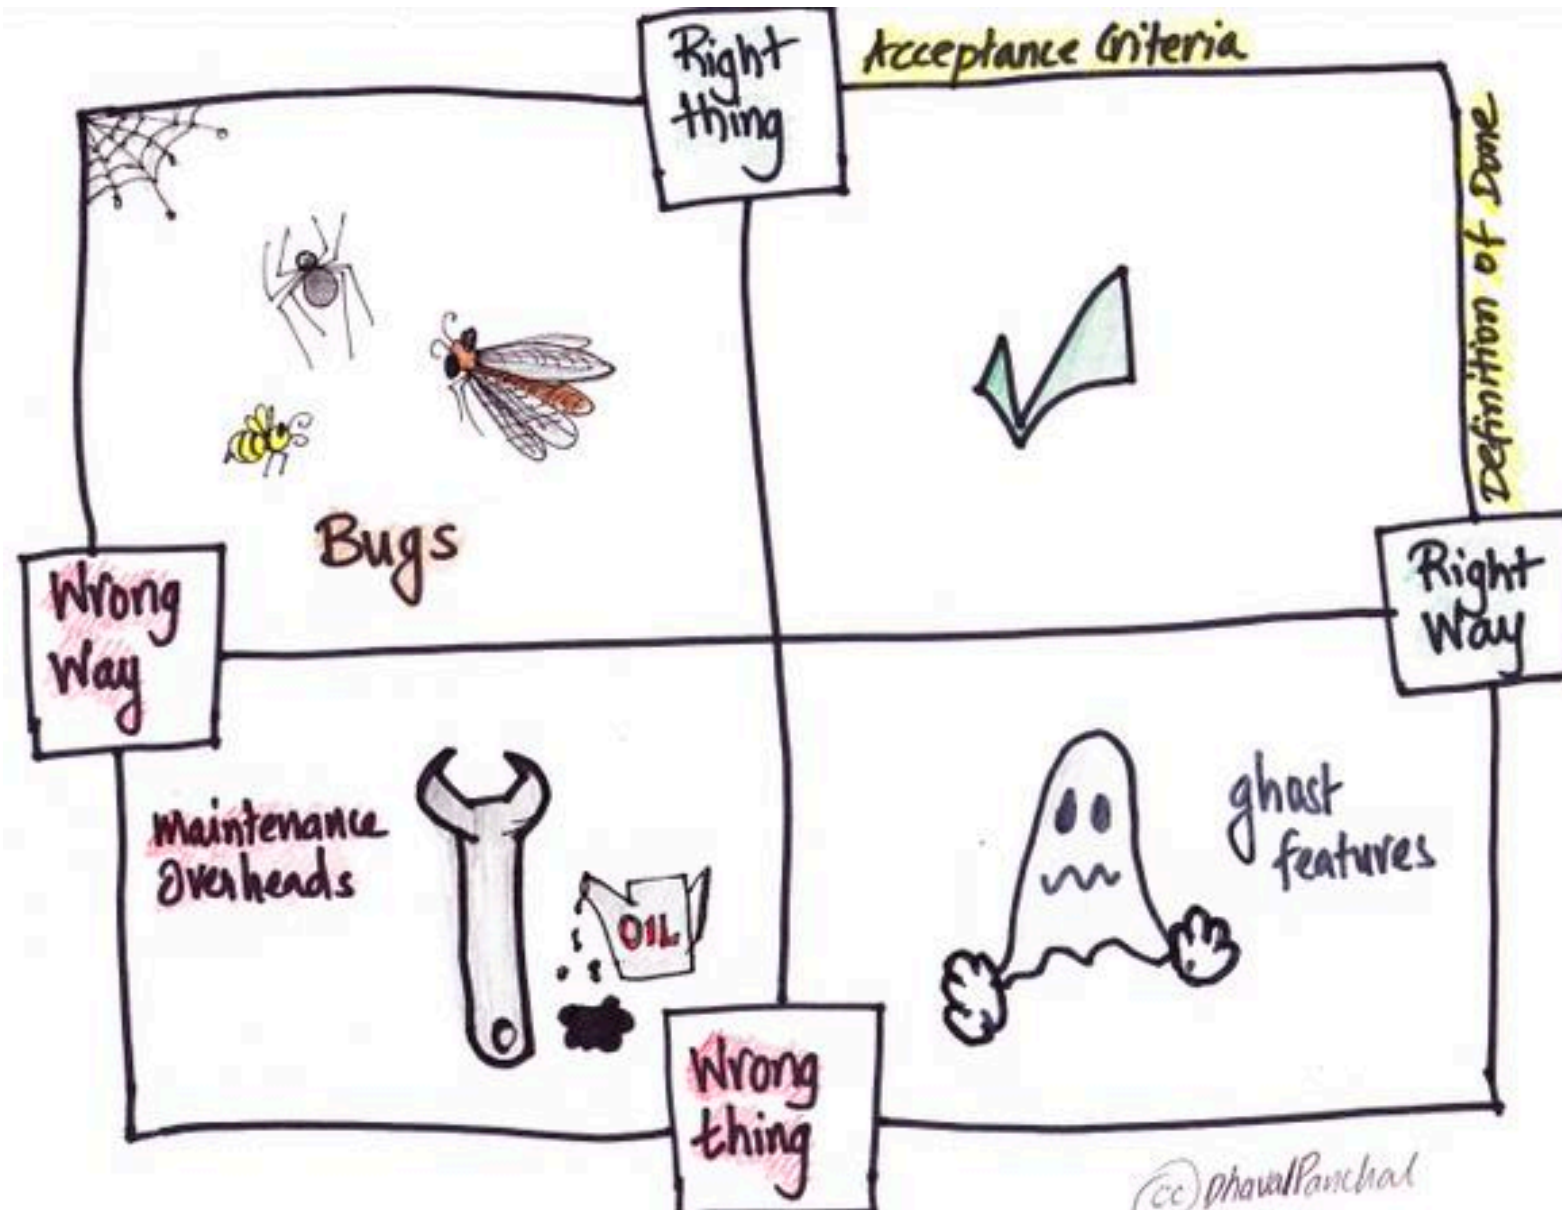 Right
thing
Acceptance Criteria
Definition of Done
Bugs
Wrong
Way
Right
Way
Maintenance
Overheads
OIL
ghost
features
Wrong
thing
(cc) DhavalPanchal